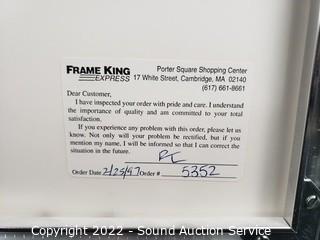 FRAME KING
EXPRESS
Porter Square Shopping Center
17 White Street, Cambridge, MA 02140
(617) 661-8661
Dear Customer,
I have inspected your order with pride and care. I understand
the importance of quality and am committed to your total
satisfaction.
If you experience any problem with this order, please let us
know. Not only will your problem be rectified, but if you
mention my name, I will be informed so that I can correct the
situation in the future.
Order Date 2/25/97 Order # 5352
Copyright 2022 - Sound Auction Service